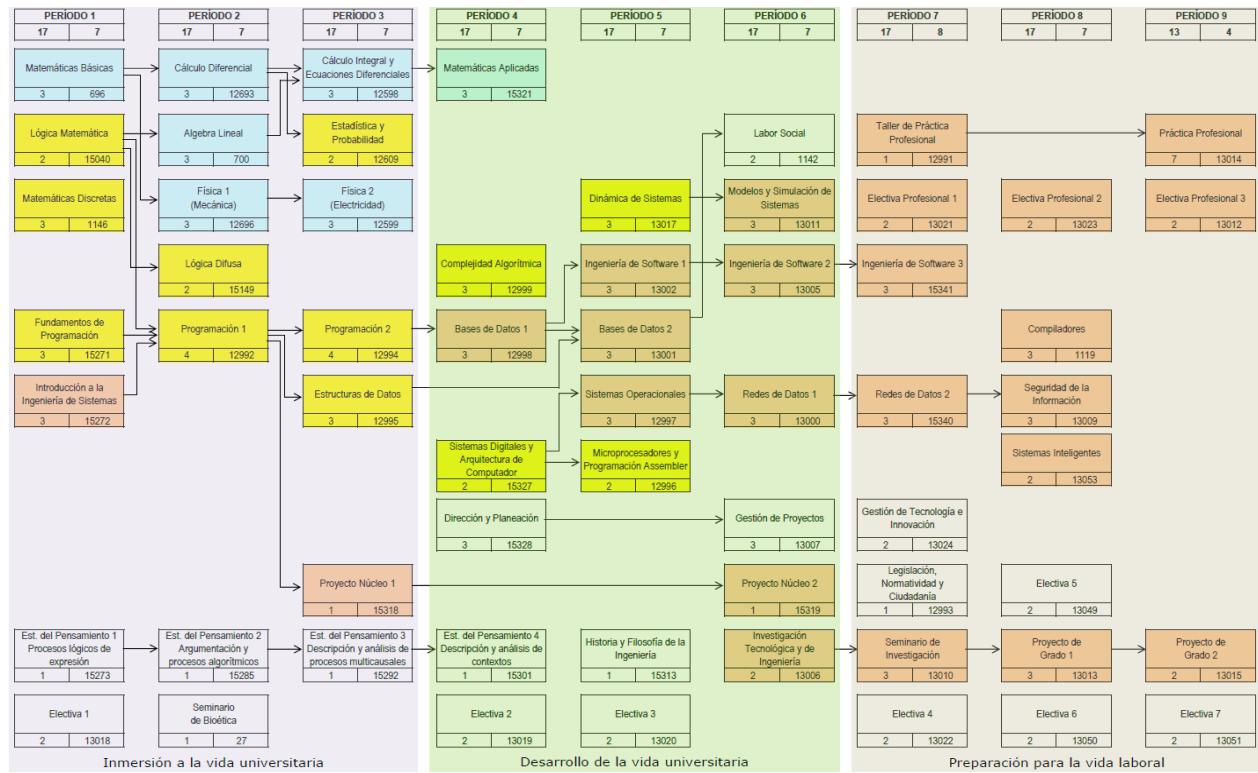 PERÍODO 1 PERÍODO 2 PERÍODO 3 PERÍODO 4 PERÍODO 5 PERÍODO 6 PERÍODO 7 PERÍODO 8 PERÍODO 9
17 7 17 7 17 7 17 7 17 7 17 7 17 8 17 7 13 4
Matemáticas Básicas Cálculo Diferencial Cálculo Integral y Matemáticas Aplicadas
Ecuaciones Diferenciales
3 696 3 12693 3 12598 3 15321
Lógica Matemática Algebra Lineal Estadística y Labor Social Taller de Práctica Práctica Profesional
Probabilidad Profesional
2 15040 3 700 2 12609 2 1142 1 12991 7 13014
Matemáticas Discretas Física 1 Física 2 Dinámica de Sistemas Modelos y Simulación de Electiva Profesional 1 Electiva Profesional 2 Electiva Profesional 3
(Mecánica) (Electricidad) Sistemas
3 1146 3 12696 3 12599 3 13017 3 13011 2 13021 2 13023 2 13012
Lógica Difusa Complejidad Algorítmica Ingeniería de Software 1 Ingeniería de Software 2 Ingeniería de Software 3
2 15149 3 12999 3 13002 3 13005 3 15341
Fundamentos de Programación 1 Programación 2 Bases de Datos 1 Bases de Datos 2 Compiladores
Programación
3 15271 4 12992 4 12994 3 12998 3 13001 3 1119
Introducción a la Estructuras de Datos Sistemas Operacionales Redes de Datos 1 Redes de Datos 2 Seguridad de la
Ingeniería de Sistemas Información
3 15272 3 12995 3 12997 3 13000 3 15340 3 13009
Sistemas Digitales y Microprocesadores y Sistemas Inteligentes
Arquitectura de Programación Assembler
Computador
2 15327 2 12996 2 13053
Dirección y Planeación Gestión de Proyectos Gestión de Tecnología e
Innovación
3 15328 3 13007 2 13024
Proyecto Núcleo 1 Proyecto Núcleo 2 Legislación, Electiva 5
Normatividad y
Ciudadanía
1 15318 1 15319 1 12993 2 13049
Est. del Pensamiento 1 Est. del Pensamiento 2 Est. del Pensamiento 3 Est. del Pensamiento 4 Historia y Filosofía de la Investigación Seminario de Proyecto de Proyecto de
Procesos lógicos de Argumentación y Descripción y análisis de Descripción y análisis de Ingeniería Tecnológica y de Investigación Grado 1 Grado 2
expresión procesos algorítmicos procesos multicausales contextos Ingeniería
1 15273 1 15285 1 15292 1 15301 1 15313 2 13006 3 13010 3 13013 2 13015
Electiva 1 Seminario Electiva 2 Electiva 3 Electiva 4 Electiva 6 Electiva 7
de Bioética
2 13018 1 27 2 13019 2 13020 2 13022 2 13050 2 13051
Inmersión a la vida universitaria Desarrollo de la vida universitaria Preparación para la vida laboral